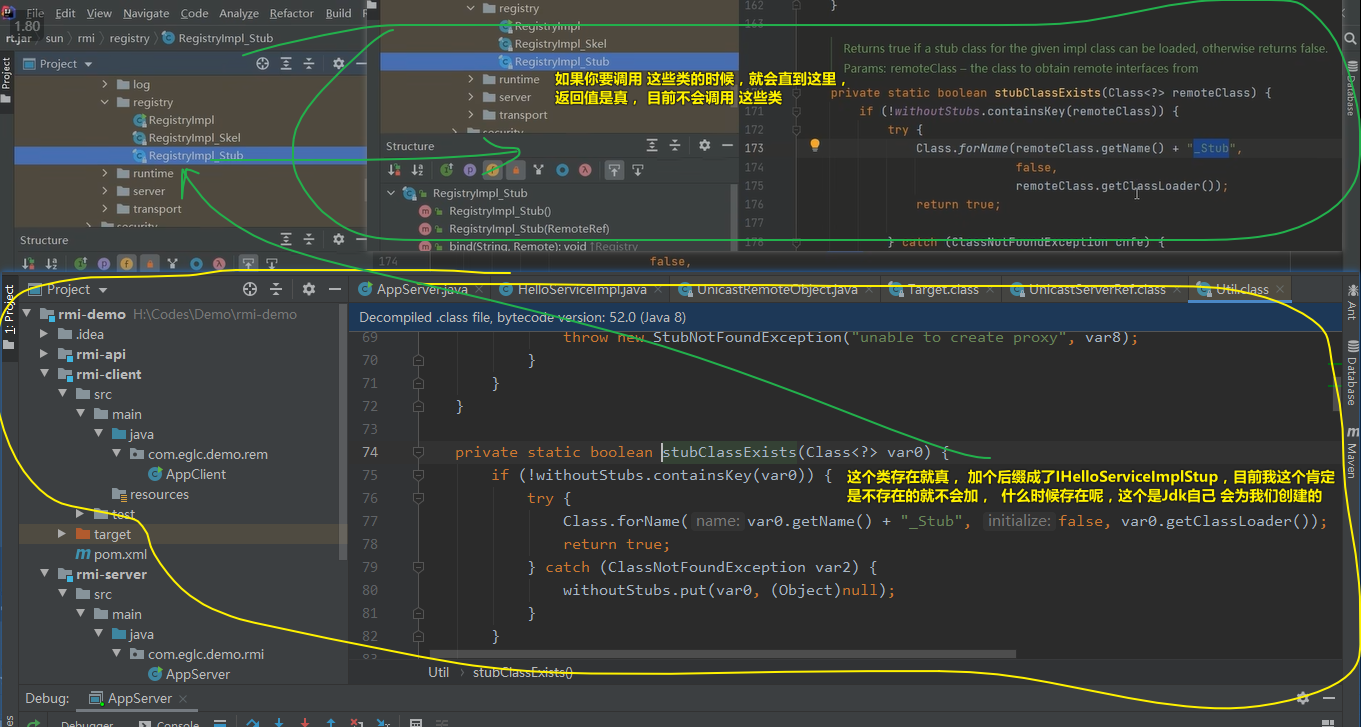 File Edit View Navigate Code Analyze Refactor Build
1.80
rt.jar sun rmi registry RegistryImpl_Stub
Project
log
registry
RegistryImpl
RegistryImpl_Skel
RegistryImpl_Stub
runtime
server
transport
security
Structure
registry
RegistryImpl
RegistryImpl_Skel
RegistryImpl_Stub
runtime
server
transport
security
如果你要调用 这些类的时候，就会直到这里，
返回值是真， 目前不会调用 这些类
Structure
RegistryImpl_Stub
RegistryImpl_Stub()
RegistryImpl_Stub(RemoteRef)
bind(String, Remote): void ↑Registry
162 }
163
Returns true if a stub class for the given impl class can be loaded, otherwise returns false.
Params: remoteClass – the class to obtain remote interfaces from
private static boolean stubClassExists(Class<?> remoteClass) {
171 if (!withoutStubs.containsKey(remoteClass)) {
172 try {
173 Class.forName(remoteClass.getName() + "_Stub",
174 false,
175 remoteClass.getClassLoader());
176 return true;
177
178 } catch (ClassNotFoundException cnfe) {
174 false,
Database
1: Project
Project
rmi-demo H:\Codes\Demo\rmi-demo
.idea
rmi-api
rmi-client
src
main
java
com.eglc.demo.rem
AppClient
resources
test
target
pom.xml
rmi-server
src
main
java
com.eglc.demo.rmi
AppServer
AppServer.java HelloServiceImpl.java UnicastRemoteObject.java Target.class UnicastServerRef.class Util.class
Decompiled .class file, bytecode version: 52.0 (Java 8)
69 throw new StubNotFoundException("unable to create proxy", var8);
70 }
71 }
72 }
73
74 private static boolean stubClassExists(Class<?> var0) {
75 if (!withoutStubs.containsKey(var0)) {
这个类存在就真， 加个后缀成了IHelloServiceImplStup，目前我这个肯定
是不存在的就不会加， 什么时候存在呢，这个是Jdk自己 会为我们创建的
76 try {
77 Class.forName( name: var0.getName() + "_Stub", initialize: false, var0.getClassLoader());
78 return true;
79 } catch (ClassNotFoundException var2) {
80 withoutStubs.put(var0, (Object)null);
81 }
82 }
83
Util stubClassExists()
Ant
Database
Maven
Debug: AppServer
Debugger Console